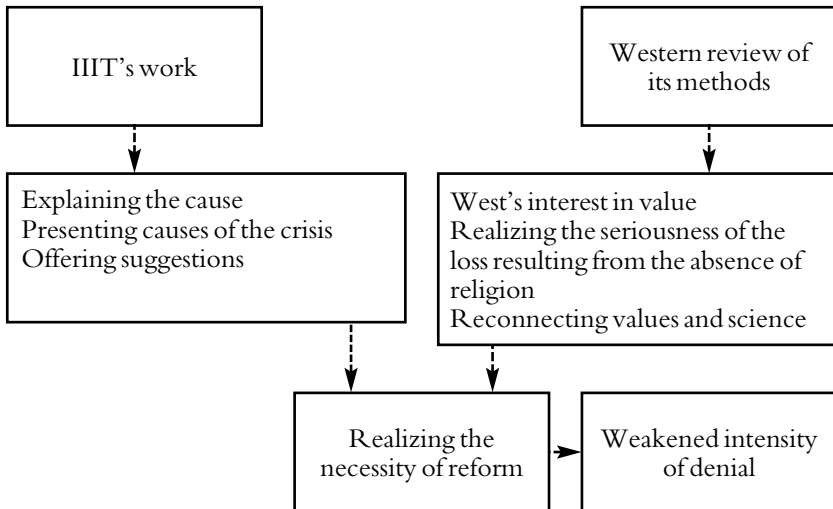 IIIT’s work
Western review of
its methods
Explaining the cause
Presenting causes of the crisis
Offering suggestions
West’s interest in value
Realizing the seriousness of the
loss resulting from the absence of
religion
Reconnecting values and science
Realizing the
necessity of reform
Weakened intensity
of denial